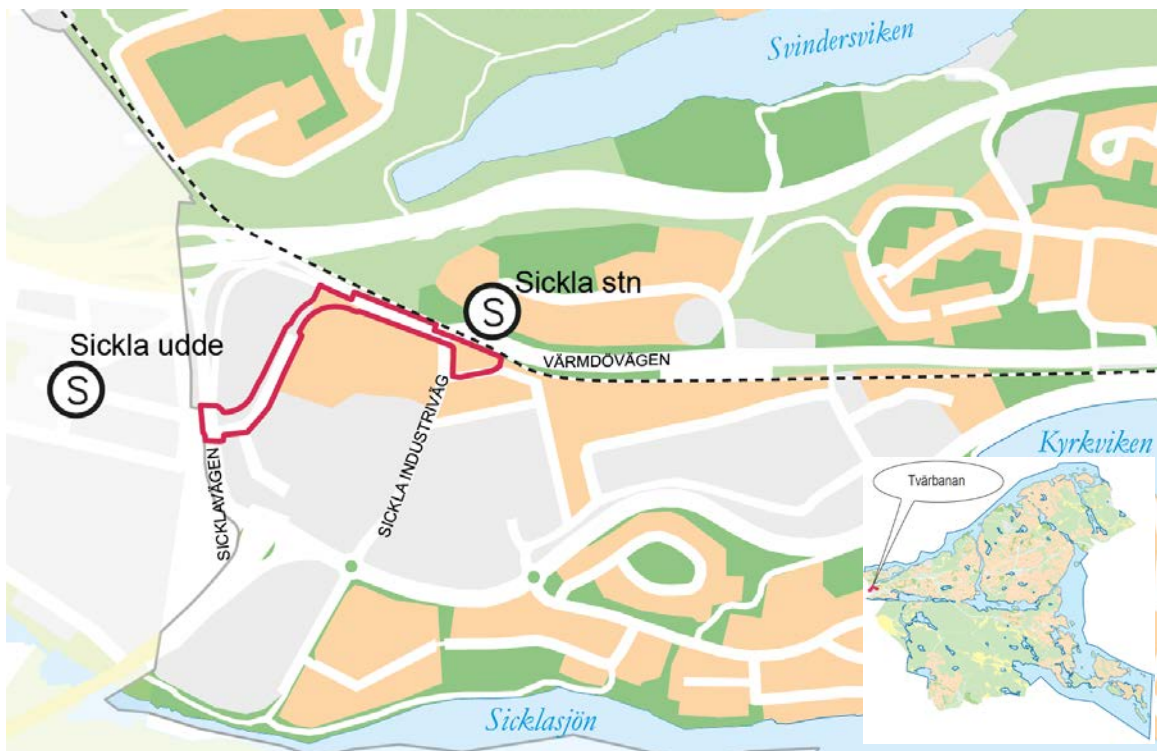 Svindersviken
Sickla stn
S
Sickla udde
S
VÄRMDÖVÄGEN
SICKLAVÄGEN
SICKLA INDUSTRIVÄG
Kyrkviken
Tvärbanan
Sicklasjön